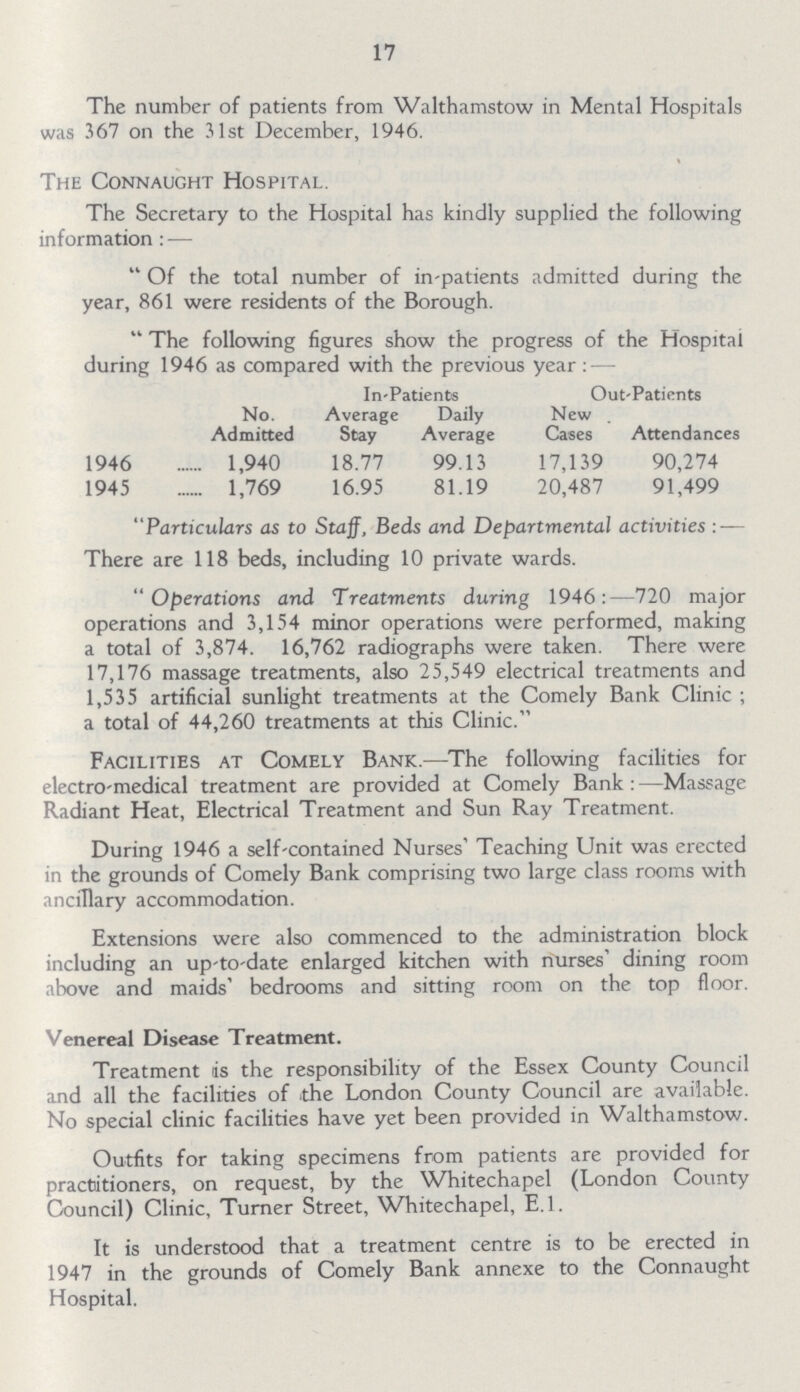 17
The number of patients from Walthamstow in Mental Hospitals
was 367 on the 31st December, 1946.
THE CONNAUGHT HOSPITAL.
The Secretary to the Hospital has kindly supplied the following
information :—
" Of the total number of in-patients admitted during the
year, 861 were residents of the Borough.
" The following figures show the progress of the Hospital
during 1946 as compared with the previous year :—
In-Patients Out-Patients
No. Average Daily New
Admitted Stay Average Cases Attendances
1946 ...... 1,940 18.77 99.13 17,139 90,274
1945 ...... 1,769 16.95 81.19 20,487 91,499
"Particulars as to Staff, Beds and Departmental activities :—
There are 118 beds, including 10 private wards.
" Operations and Treatments during 1946:—720 major
operations and 3,154 minor operations were performed, making
a total of 3,874. 16,762 radiographs were taken. There were
17,176 massage treatments, also 25,549 electrical treatments and
1,535 artificial sunlight treatments at the Comely Bank Clinic ;
a total of 44,260 treatments at this Clinic."
FACILITIES AT COMELY BANK.—The following facilities for
electro-medical treatment are provided at Comely Bank :—Massage
Radiant Heat, Electrical Treatment and Sun Ray Treatment.
During 1946 a self-contained Nurses' Teaching Unit was erected
in the grounds of Comely Bank comprising two large class rooms with
ancillary accommodation.
Extensions were also commenced to the administration block
including an up-to-date enlarged kitchen with nurses' dining room
above and maids' bedrooms and sitting room on the top floor.
Venereal Disease Treatment.
Treatment is the responsibility of the Essex County Council
and all the facilities of the London County Council are available.
No special clinic facilities have yet been provided in Walthamstow.
Outfits for taking specimens from patients are provided for
practitioners, on request, by the Whitechapel (London County
Council) Clinic, Turner Street, Whitechapel, E.1.
It is understood that a treatment centre is to be erected in
1947 in the grounds of Comely Bank annexe to the Connaught
Hospital.